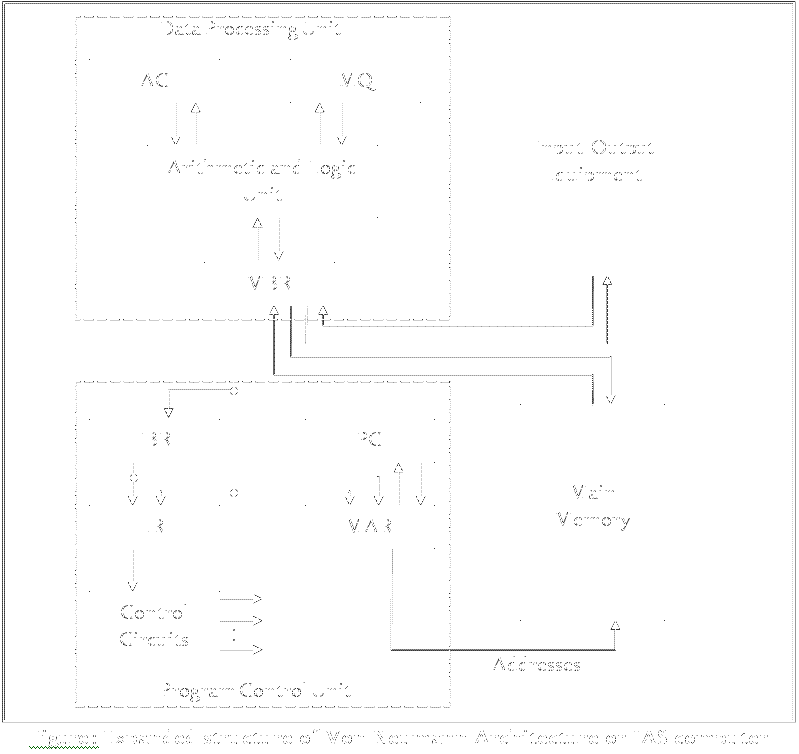 Data Processing Unit
AC
MQ
Input Output
Equipment
Arithmetic and Logic
Unit
MBR
IBR
PC
Main
Memory
IR
MAR
Control
Circuits
Addresses
Program Control Unit
Figure: Expanded structure of Von Neumann Architecture or IAS computer